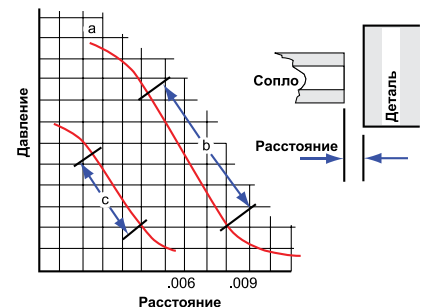 a
Давление
b
c
.006 .009
Расстояние
Сопло
Деталь
Расстояние